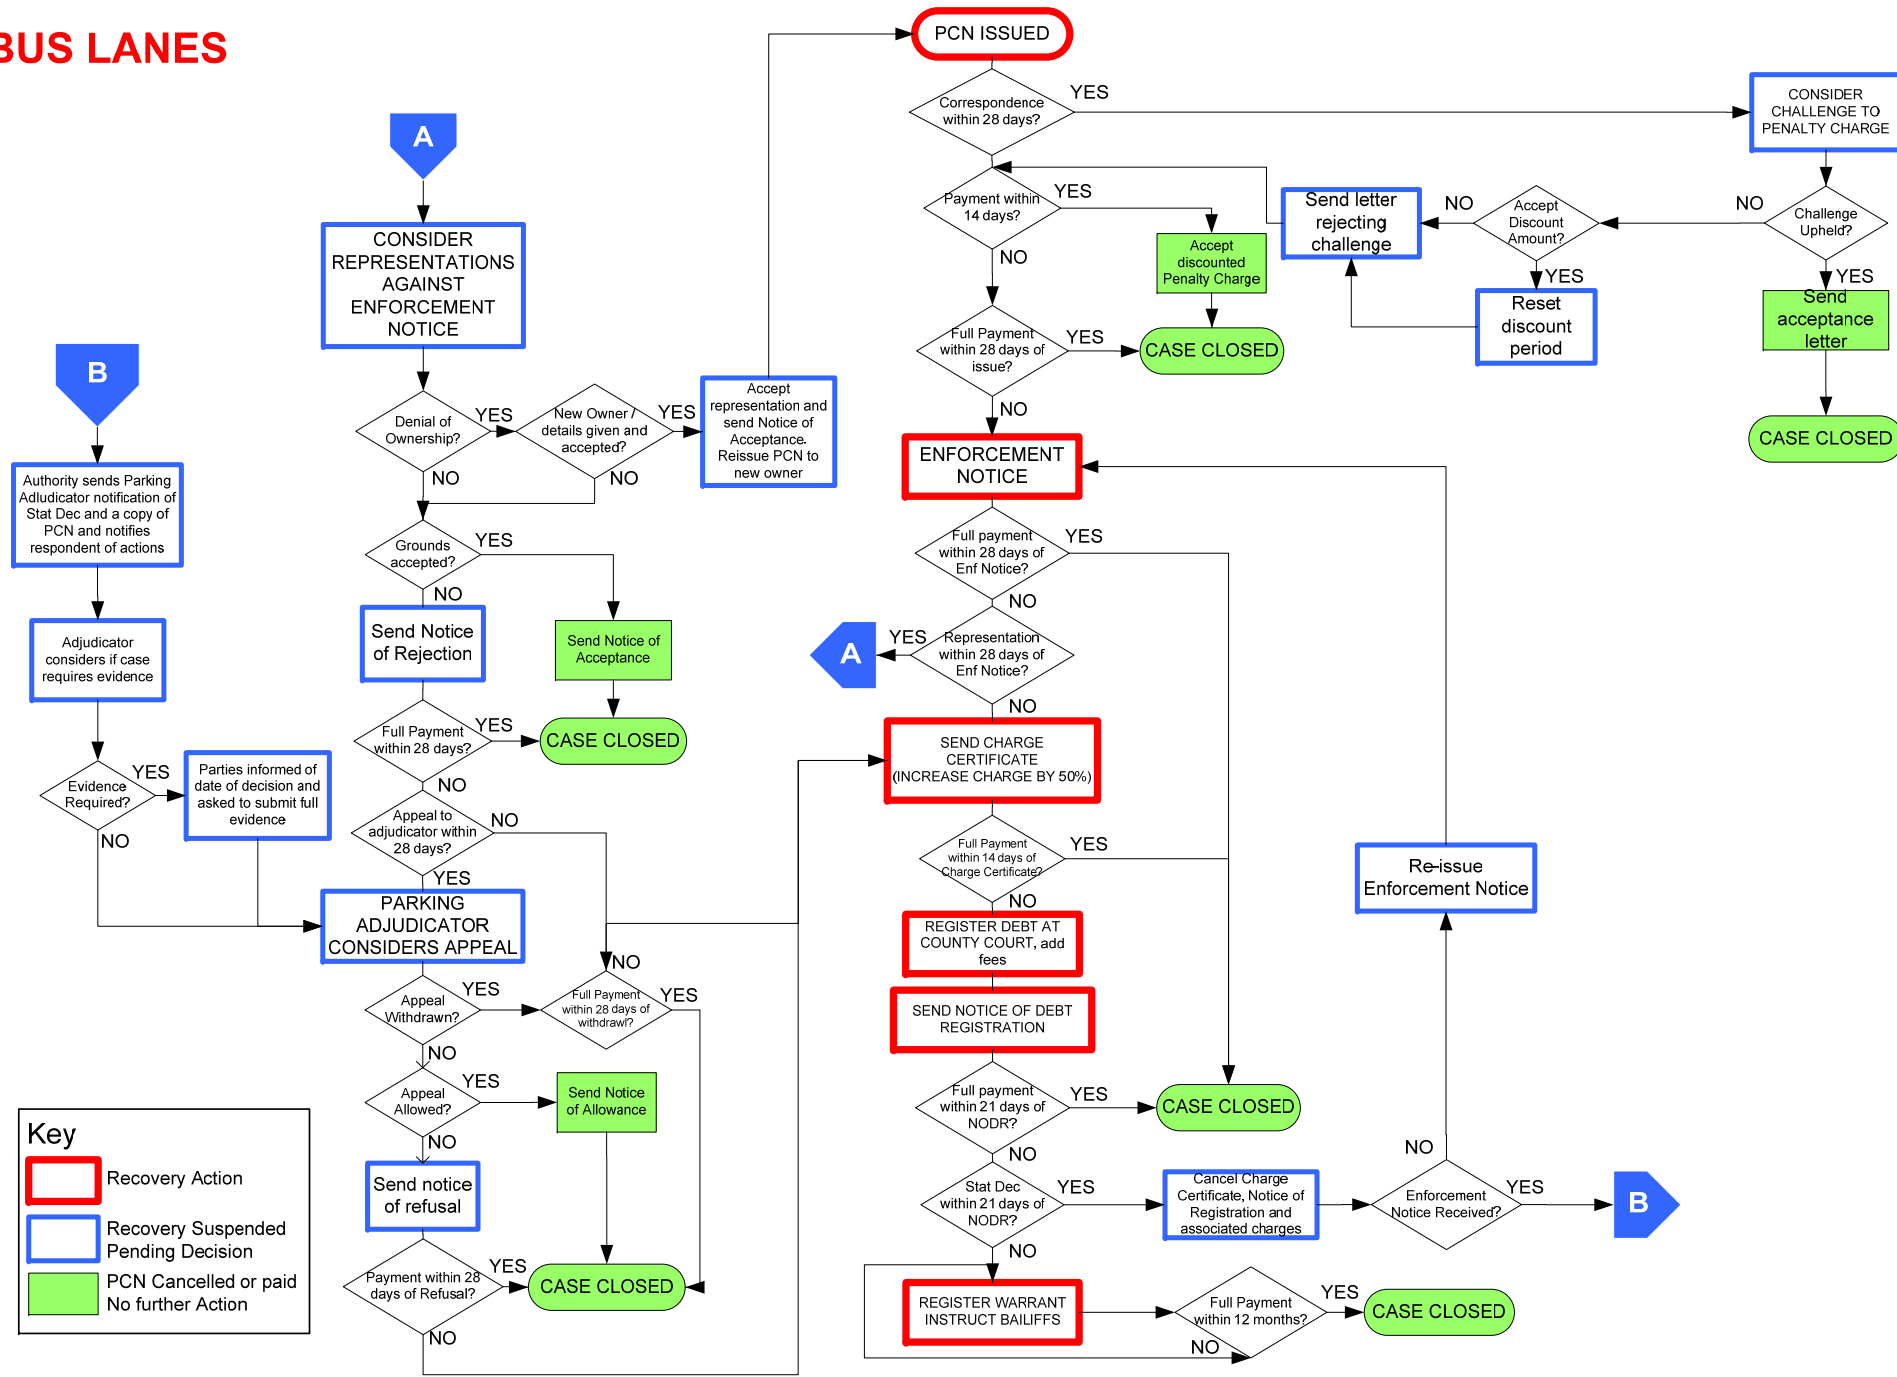 BUS LANES
PCN ISSUED
Correspondence
within 28 days?
YES
CONSIDER
CHALLENGE TO
PENALTY CHARGE
Payment within
14 days?
YES
NO
Accept
discounted
Penalty Charge
CASE CLOSED
Send letter
rejecting
challenge
NO
Accept
Discount
Amount?
YES
Reset
discount
period
NO
Challenge
Upheld?
YES
Send
acceptance
letter
CASE CLOSED
Full Payment
within 28 days of
issue?
YES
NO
ENFORCEMENT
NOTICE
Full payment
within 28 days of
Enf Notice?
YES
NO
Representation
within 28 days of
Enf Notice?
YES
A
NO
SEND CHARGE
CERTIFICATE
(INCREASE CHARGE BY 50%)
Full Payment
within 14 days of
Charge Certificate?
YES
NO
REGISTER DEBT AT
COUNTY COURT, add
fees
SEND NOTICE OF DEBT
REGISTRATION
Full payment
within 21 days of
NODR?
YES
CASE CLOSED
NO
Stat Dec
within 21 days of
NODR?
YES
Cancel Charge
Certificate, Notice of
Registration and
associated charges
Enforcement
Notice Received?
NO
YES
B
Re-issue
Enforcement Notice
NO
REGISTER WARRANT
INSTRUCT BAILIFFS
Full Payment
within 12 months?
YES
CASE CLOSED
NO
A
CONSIDER
REPRESENTATIONS
AGAINST
ENFORCEMENT
NOTICE
Denial of
Ownership?
YES
New Owner /
details given and
accepted?
YES
Accept
representation and
send Notice of
Acceptance.
Reissue PCN to
new owner
NO
NO
Grounds
accepted?
YES
NO
Send Notice of
Acceptance
CASE CLOSED
Send Notice
of Rejection
Full Payment
within 28 days?
YES
NO
Appeal to
adjudicator within
28 days?
NO
YES
PARKING
ADJUDICATOR
CONSIDERS APPEAL
Appeal
Withdrawn?
YES
NO
Full Payment
within 28 days of
withdrawl?
YES
NO
Appeal
Allowed?
YES
Send Notice
of Allowance
NO
Send notice
of refusal
Payment within 28
days of Refusal?
YES
CASE CLOSED
NO
B
Authority sends Parking
Adludicator notification of
Stat Dec and a copy of
PCN and notifies
respondent of actions
Adjudicator
considers if case
requires evidence
Evidence
Required?
YES
NO
Parties informed of
date of decision and
asked to submit full
evidence
Key
Recovery Action
Recovery Suspended
Pending Decision
PCN Cancelled or paid
No further Action